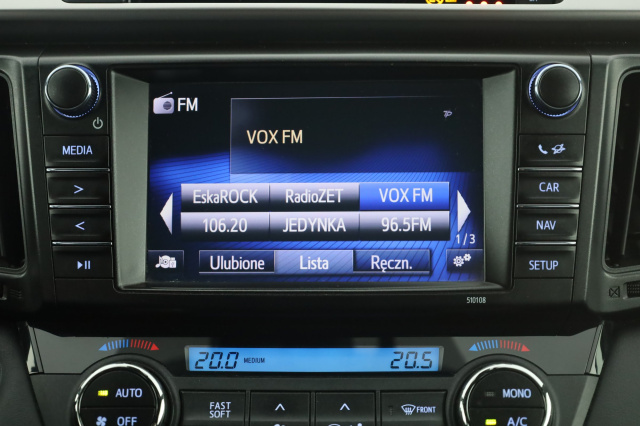 FM
VOX FM
TP
EskaROCK RadioZET VOX FM
106.20 JEDYNKA 96.5FM
1/3
Ulubione Lista Ręczn.
MEDIA
>
<
CAR
NAV
SETUP
510108
20.0 MEDIUM 20.5
AUTO
OFF
FAST
SOFT
FRONT
MONO
A/C